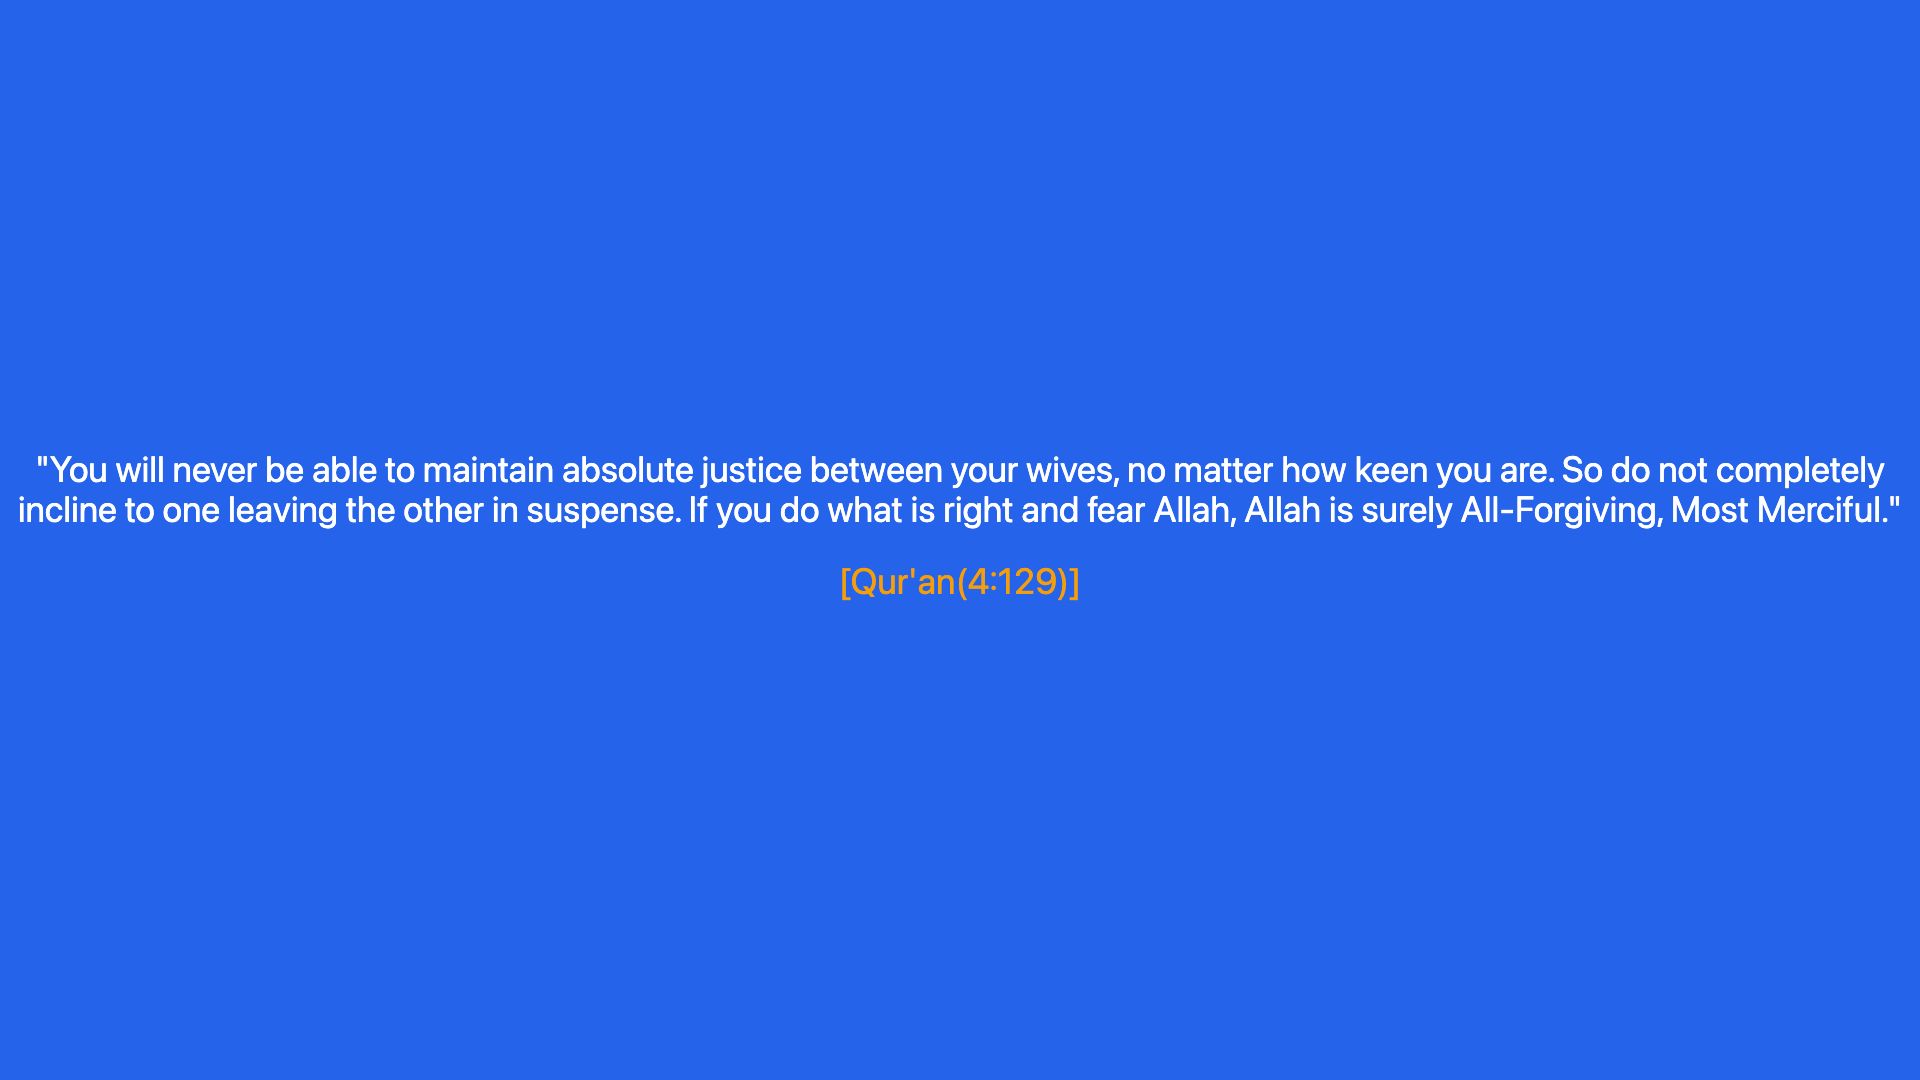 "You will never be able to maintain absolute justice between your wives, no matter how keen you are. So do not completely
incline to one leaving the other in suspense. If you do what is right and fear Allah, Allah is surely All-Forgiving, Most Merciful."
[Qur'an(4:129)]